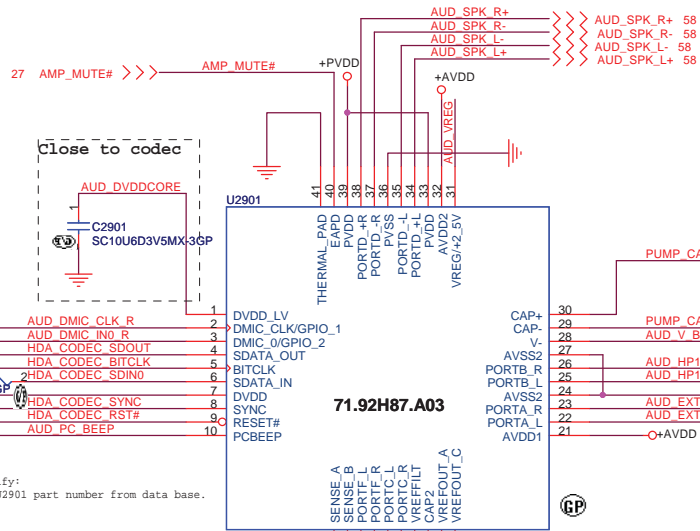 AUD_SPK_R+
AUD_SPK_R+ 58
AUD_SPK_R-
AUD_SPK_R- 58
AUD_SPK_L-
AUD_SPK_L- 58
AUD_SPK_L+
AUD_SPK_L+ 58
27 AMP_MUTE#
AMP_MUTE#
+PVDD
+AVDD
AUD_VREG
Close to codec
AUD_DVDDCORE
1
C2901
SC10U6D3V5MX-3GP
U2901
41
40
39
38
37
36
35
34
33
32
31
THERMAL_PAD
EAPD
PVDD
PORTD_+R
PORTD_-R
PVSS
PORTD_-L
PORTD_+L
PVDD
AVDD2
VREG/+2_5V
1
DVDD_LV
AUD_DMIC_CLK_R
2
DMIC_CLK/GPIO_1
AUD_DMIC_IN0_R
3
DMIC_0/GPIO_2
HDA_CODEC_SDOUT
4
SDATA_OUT
HDA_CODEC_BITCLK
5
BITCLK
2
HDA_CODEC_SDIN0
6
SDATA_IN
GP
7
DVDD
HDA_CODEC_SYNC
8
SYNC
HDA_CODEC_RST#
9
RESET#
AUD_PC_BEEP
10
PCBEEP
71.92H87.A03
CAP+
30
PUMP_CA
CAP-
29
PUMP_CA
V-
28
AUD_V_B
AVSS2
27
PORTB_R
26
AUD_HP1
PORTB_L
25
AUD_HP1
AVSS2
24
PORTA_R
23
AUD_EXT
PORTA_L
22
AUD_EXT
AVDD1
21
+AVDD
SENSE_A
SENSE_B
PORTF_L
PORTF_R
PORTC_L
PORTC_R
VREFFILT
CAP2
VREFOUT_A
VREFOUT_C
ify:
U2901 part number from data base.
GP